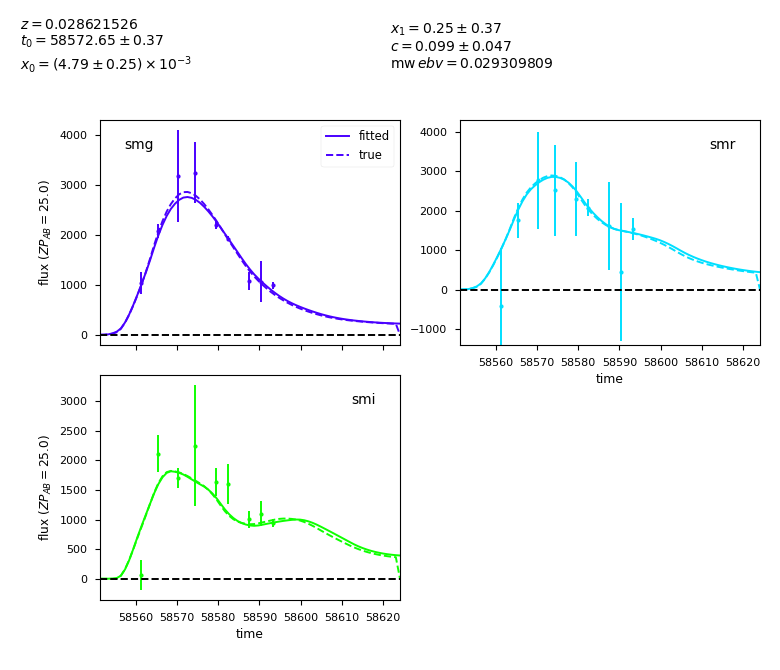 z = 0.028621526
t₀ = 58572.65 ± 0.37
x₀ = (4.79 ± 0.25) × 10⁻³
x₁ = 0.25 ± 0.37
c = 0.099 ± 0.047
mw ebv = 0.029309809
smg
fitted
true
4000
3000
2000
1000
0
flux (ZP_AB = 25.0)
smr
4000
3000
2000
1000
0
−1000
58560 58570 58580 58590 58600 58610 58620
time
smi
3000
2500
2000
1500
1000
500
0
flux (ZP_AB = 25.0)
58560 58570 58580 58590 58600 58610 58620
time